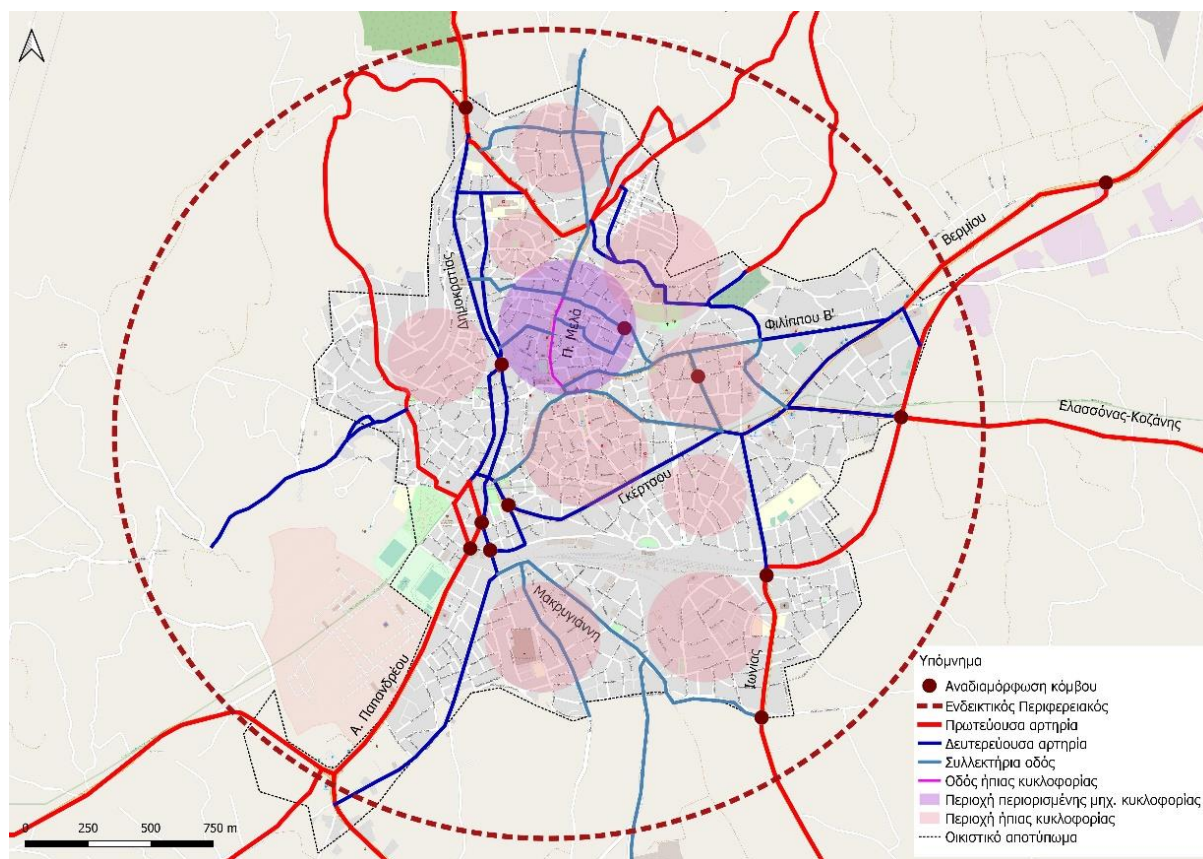 Βερμίου
Δημοκρατίας
Π. Μελά
Φιλίππου Β'
Ελασσόνας-Κοζάνης
Γκέρτσου
Μακρυγιάννη
Ιωνίας
Α. Παπανδρέου
Υπόμνημα
Αναδιαμόρφωση κόμβου
Ενδεικτικός Περιφερειακός
Πρωτεύουσα αρτηρία
Δευτερεύουσα αρτηρία
Συλλεκτήρια οδός
Οδός ήπιας κυκλοφορίας
Περιοχή περιορισμένης μηχ. κυκλοφορίας
Περιοχή ήπιας κυκλοφορίας
Οικιστικό αποτύπωμα
0 250 500 750 m